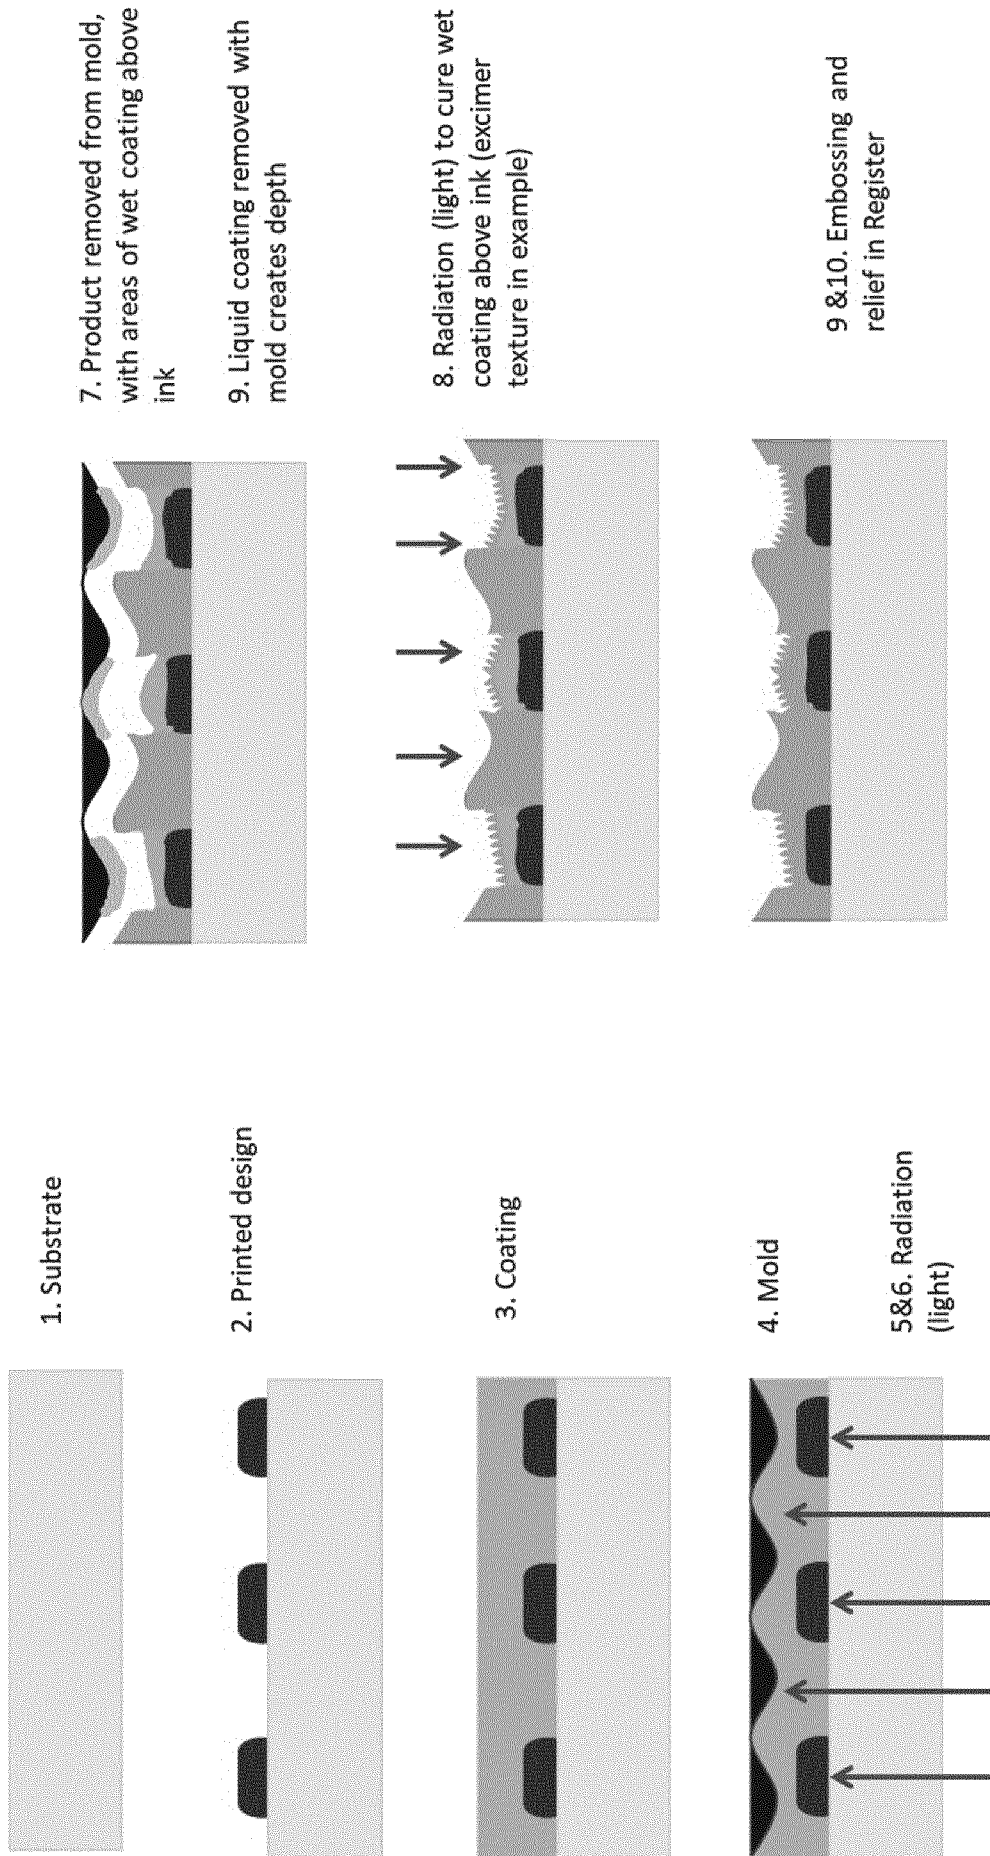 1. Substrate
2. Printed design
3. Coating
4. Mold
5&6. Radiation
(light)
7. Product removed from mold,
with areas of wet coating above
ink
9. Liquid coating removed with
mold creates depth
8. Radiation (light) to cure wet
coating above ink (excimer
texture in example)
9 &10. Embossing and
relief in Register